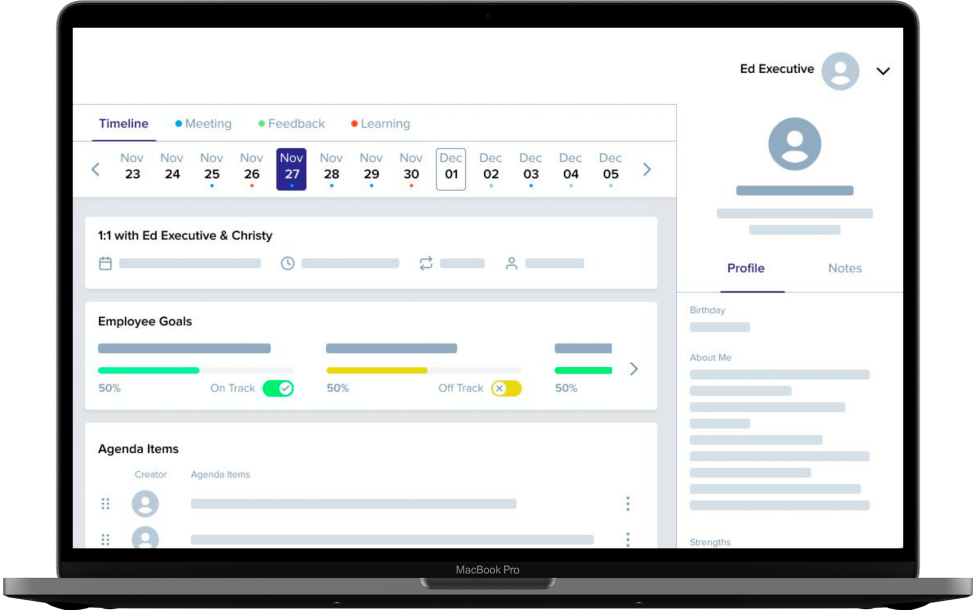 Ed Executive
Timeline Meeting Feedback Learning
Nov Nov Nov Nov Nov Nov Nov Nov Dec Dec Dec Dec Dec
23 24 25 26 27 28 29 30 01 02 03 04 05
1:1 with Ed Executive & Christy
Employee Goals
50% On Track 50% Off Track 50%
Agenda Items
Creator Agenda Items
Profile Notes
Birthday
About Me
Strengths
MacBook Pro